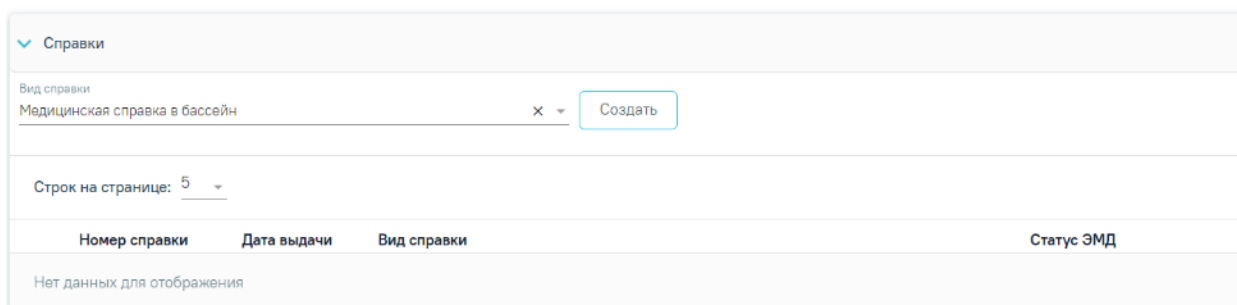 Справки
Вид справки
Медицинская справка в бассейн
Создать
Строк на странице: 5
Номер справки Дата выдачи Вид справки Статус ЭМД
Нет данных для отображения